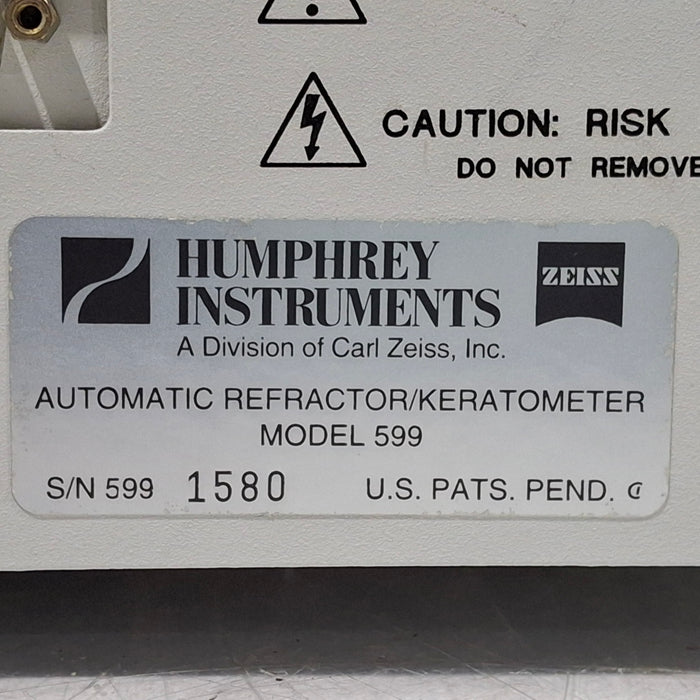 CAUTION: RISK
DO NOT REMOVE
HUMPHREY
INSTRUMENTS
ZEISS
A Division of Carl Zeiss, Inc.
AUTOMATIC REFRACTOR/KERATOMETER
MODEL 599
S/N 599 1580 U.S. PATS. PEND.